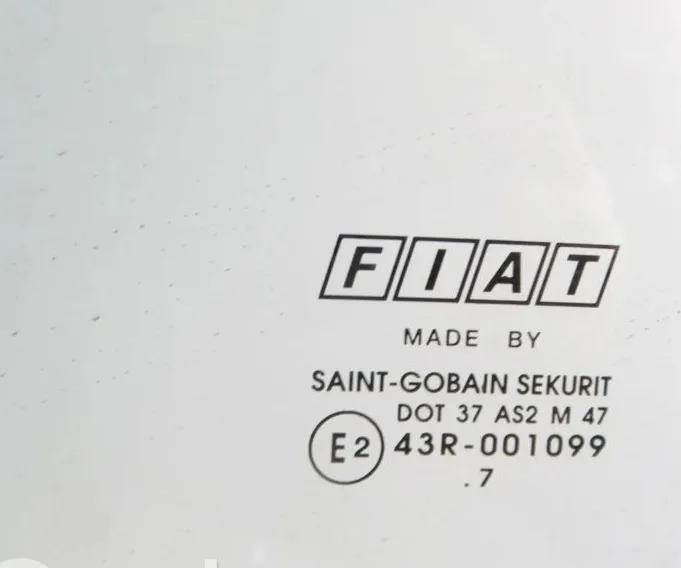 FIAT
MADE BY
SAINT-GOBAIN SEKURIT
DOT 37 AS2 M 47
E2 43R-001099
.7